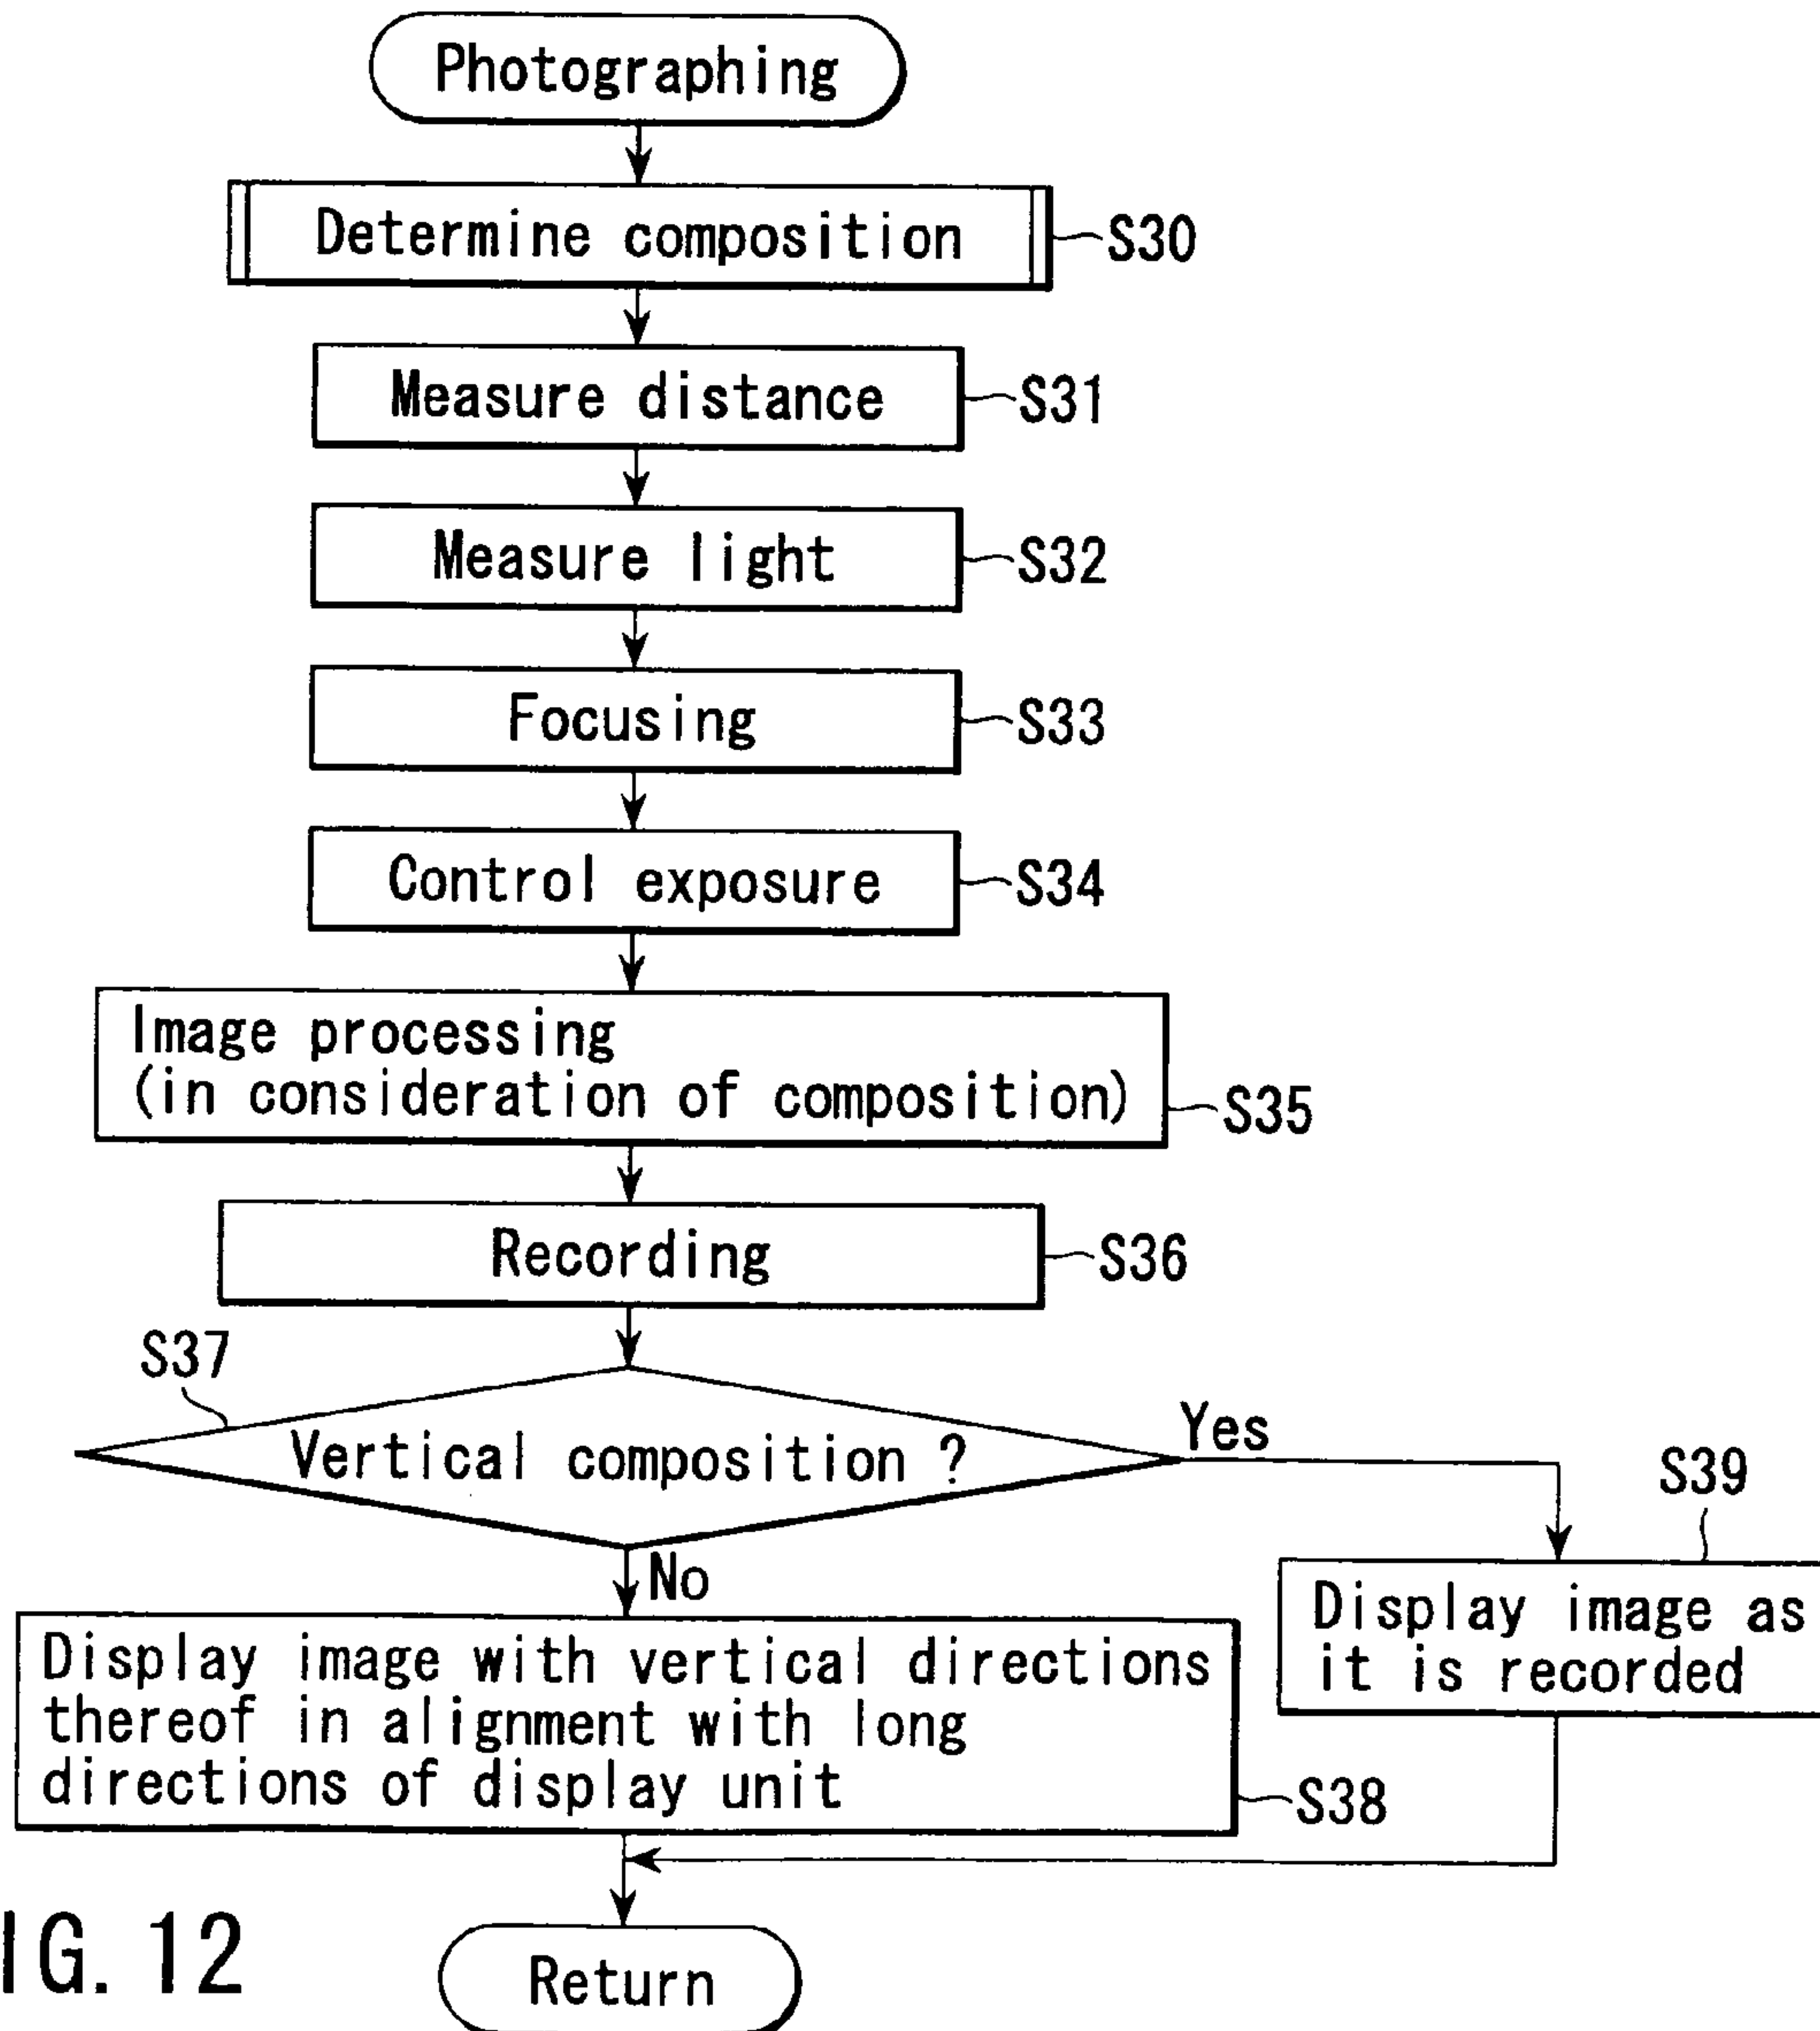 Photographing
Determine composition
S30
Measure distance
S31
Measure light
S32
Focusing
S33
Control exposure
S34
Image processing
(in consideration of composition)
S35
Recording
S36
S37
Vertical composition ?
Yes
S39
No
Display image as
it is recorded
Display image with vertical directions
thereof in alignment with long
directions of display unit
S38
IG. 12
Return